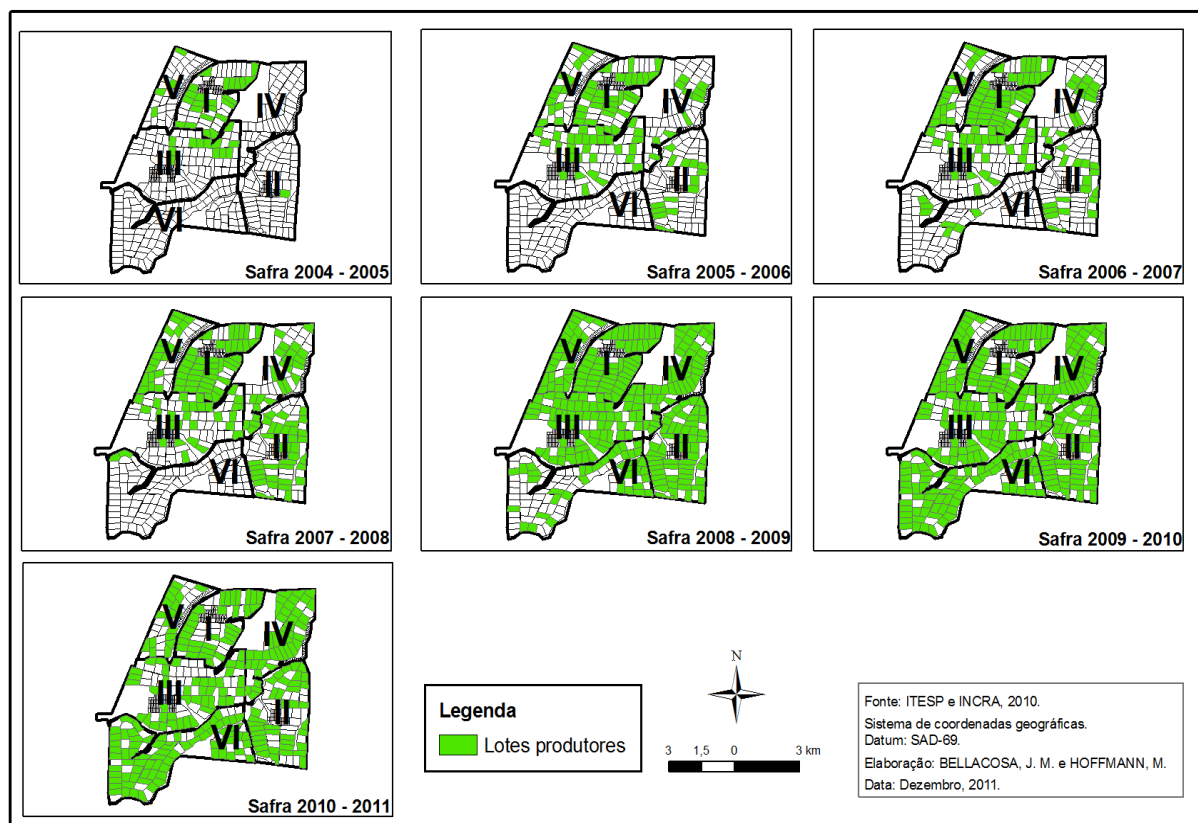 V
I
IV
III
II
VI
Safra 2004 - 2005
V
I
IV
III
II
VI
Safra 2005 - 2006
V
I
IV
III
II
VI
Safra 2006 - 2007
V
I
IV
III
II
VI
Safra 2007 - 2008
V
I
IV
III
II
VI
Safra 2008 - 2009
V
I
IV
III
II
VI
Safra 2009 - 2010
V
I
IV
III
II
VI
Safra 2010 - 2011
Legenda
Lotes produtores
N
3 1,5 0 3 km
Fonte: ITESP e INCRA, 2010.
Sistema de coordenadas geográficas.
Datum: SAD-69.
Elaboração: BELLACOSA, J. M. e HOFFMANN, M.
Data: Dezembro, 2011.